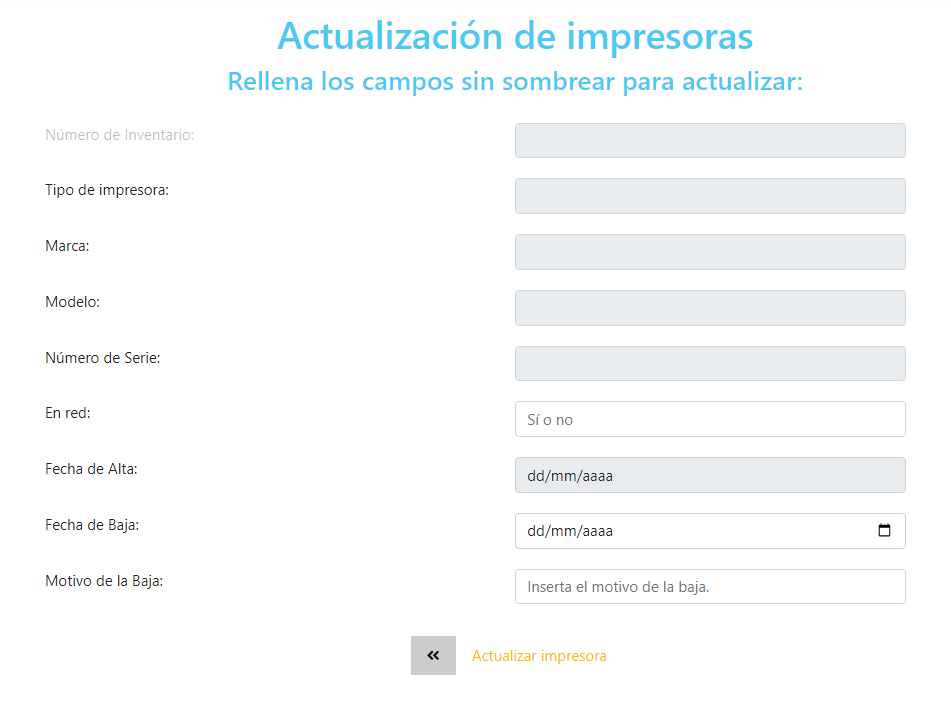 Actualización de impresoras
Rellena los campos sin sombrear para actualizar:
Número de Inventario:
Tipo de impresora:
Marca:
Modelo:
Número de Serie:
En red:
Sí o no
Fecha de Alta:
dd/mm/aaaa
Fecha de Baja:
dd/mm/aaaa
Motivo de la Baja:
Inserta el motivo de la baja.
«
Actualizar impresora